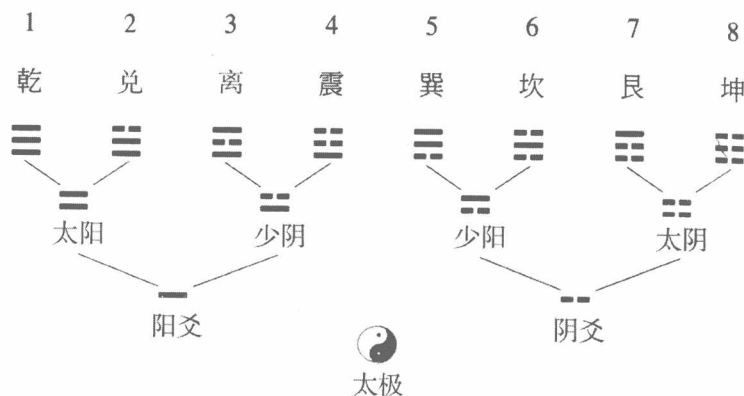 1 2 3 4 5 6 7 8
乾 兑 离 震 巽 坎 艮 坤
太阳 少阴 少阳 太阴
阳爻 阴爻
太极